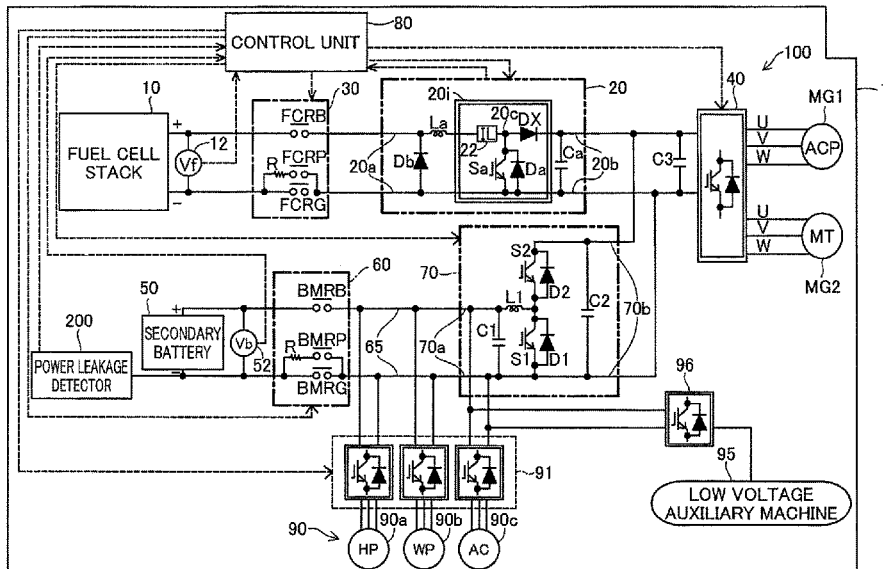 80
CONTROL UNIT
100
10
FUEL CELL
STACK
+
−
12
Vf
30
FCRB
FCRP
R
FCRG
20
20i
20c
La
IL
22
DX
Db
20a
Sa
Da
Ca
20b
C3
40
U
V
W
MG1
ACP
U
V
W
MT
MG2
60
BMRB
BMRP
R
BMRG
50
+
−
SECONDARY
BATTERY
Vb
52
200
POWER LEAKAGE
DETECTOR
65
70
70a
S2
D2
L1
C1
S1
D1
C2
70b
96
95
LOW VOLTAGE
AUXILIARY MACHINE
91
90
90a
HP
90b
WP
90c
AC